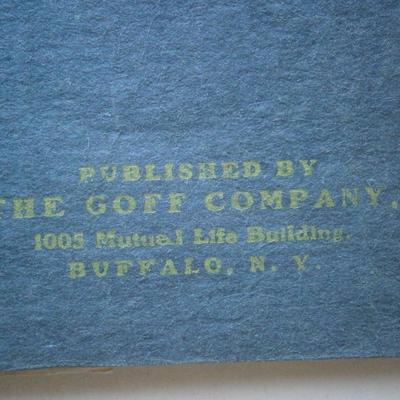 PUBLISHED BY
THE GOFF COMPANY,
1005 Mutual Life Building,
BUFFALO, N. Y.